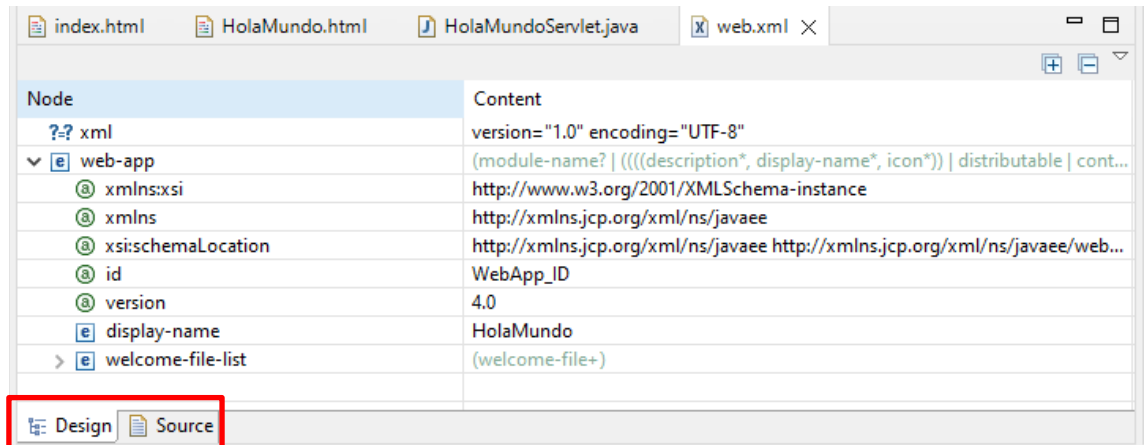 index.html HolaMundo.html HolaMundoServlet.java web.xml
Node Content
xml version="1.0" encoding="UTF-8"
web-app (module-name? | ((((description*, display-name*, icon*)) | distributable | cont...
xmlns:xsi http://www.w3.org/2001/XMLSchema-instance
xmlns http://xmlns.jcp.org/xml/ns/javaee
xsi:schemaLocation http://xmlns.jcp.org/xml/ns/javaee http://xmlns.jcp.org/xml/ns/javaee/web...
id WebApp_ID
version 4.0
display-name HolaMundo
welcome-file-list (welcome-file+)
Design Source